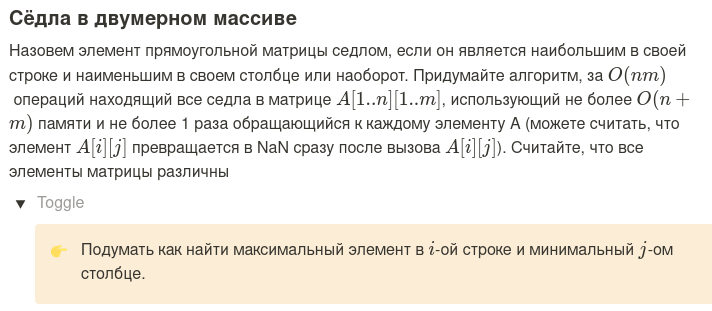 Сёдла в двумерном массиве
Назовем элемент прямоугольной матрицы седлом, если он является наибольшим в своей
строке и наименьшим в своем столбце или наоборот. Придумайте алгоритм, за O(nm)
операций находящий все седла в матрице A[1..n][1..m], использующий не более O(n +
m) памяти и не более 1 раза обращающийся к каждому элементу A (можете считать, что
элемент A[i][j] превращается в NaN сразу после вызова A[i][j]). Считайте, что все
элементы матрицы различны
Toggle
Подумать как найти максимальный элемент в i-ой строке и минимальный j-ом
столбце.